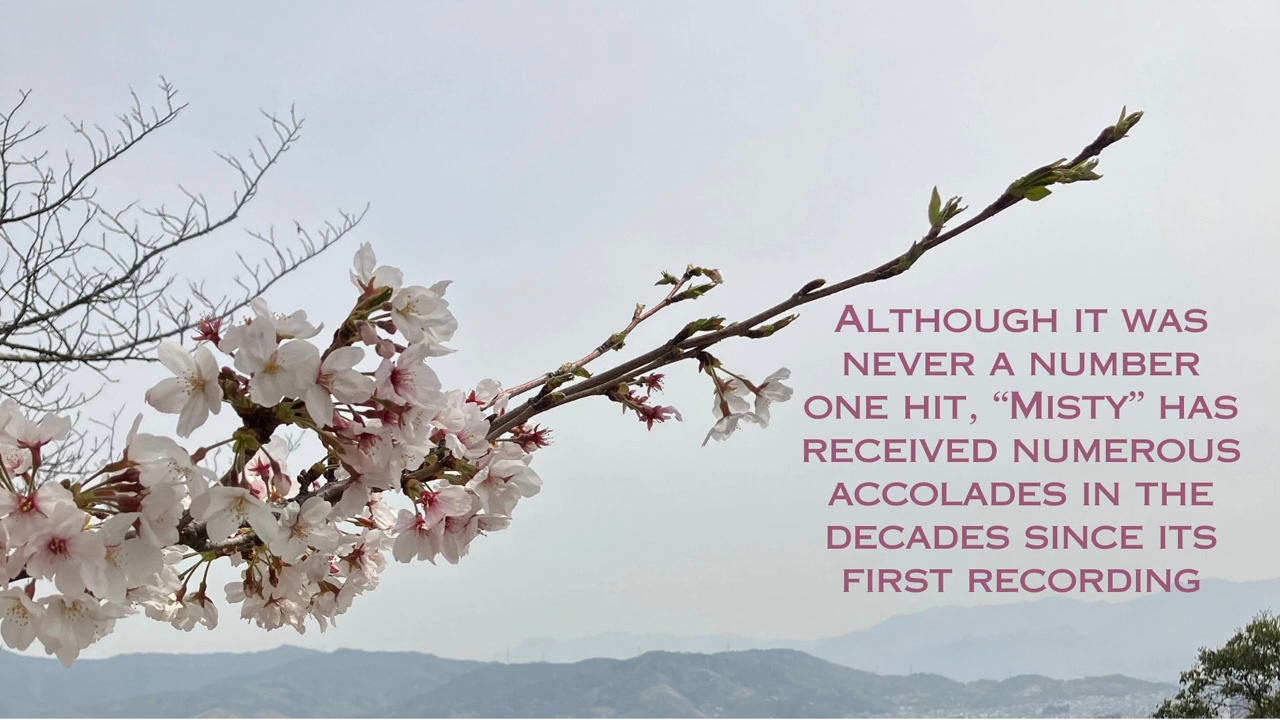 Although it was
never a number
one hit, “Misty” has
received numerous
accolades in the
decades since its
first recording